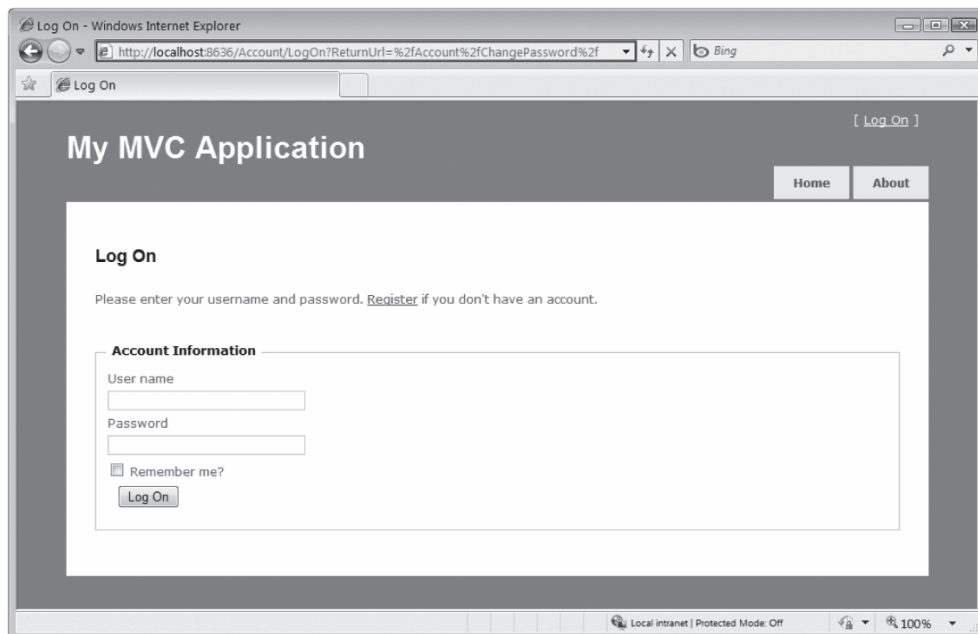 Log On - Windows Internet Explorer
http://localhost:8636/Account/LogOn?ReturnUrl=%2fAccount%2fChangePassword%2f
Bing
Log On
[ Log On ]
My MVC Application
Home
About
Log On
Please enter your username and password. Register if you don't have an account.
Account Information
User name
Password
Remember me?
Log On
Local intranet | Protected Mode: Off
100%